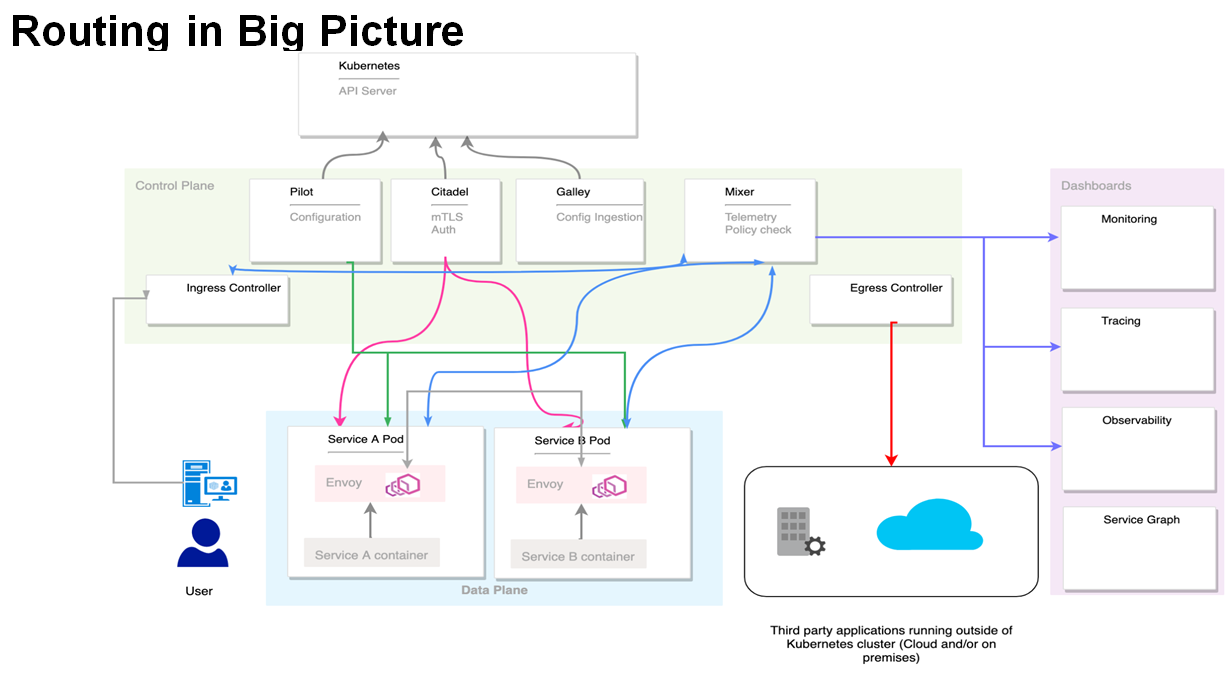 Routing in Big Picture
Kubernetes
API Server
Control Plane
Pilot
Configuration
Citadel
mTLS
Auth
Galley
Config Ingestion
Mixer
Telemetry
Policy check
Ingress Controller
Egress Controller
Dashboards
Monitoring
Tracing
Observability
Service Graph
Service A Pod
Envoy
Service A container
Service B Pod
Envoy
Service B container
Data Plane
User
Third party applications running outside of
Kubernetes cluster (Cloud and/or on
premises)